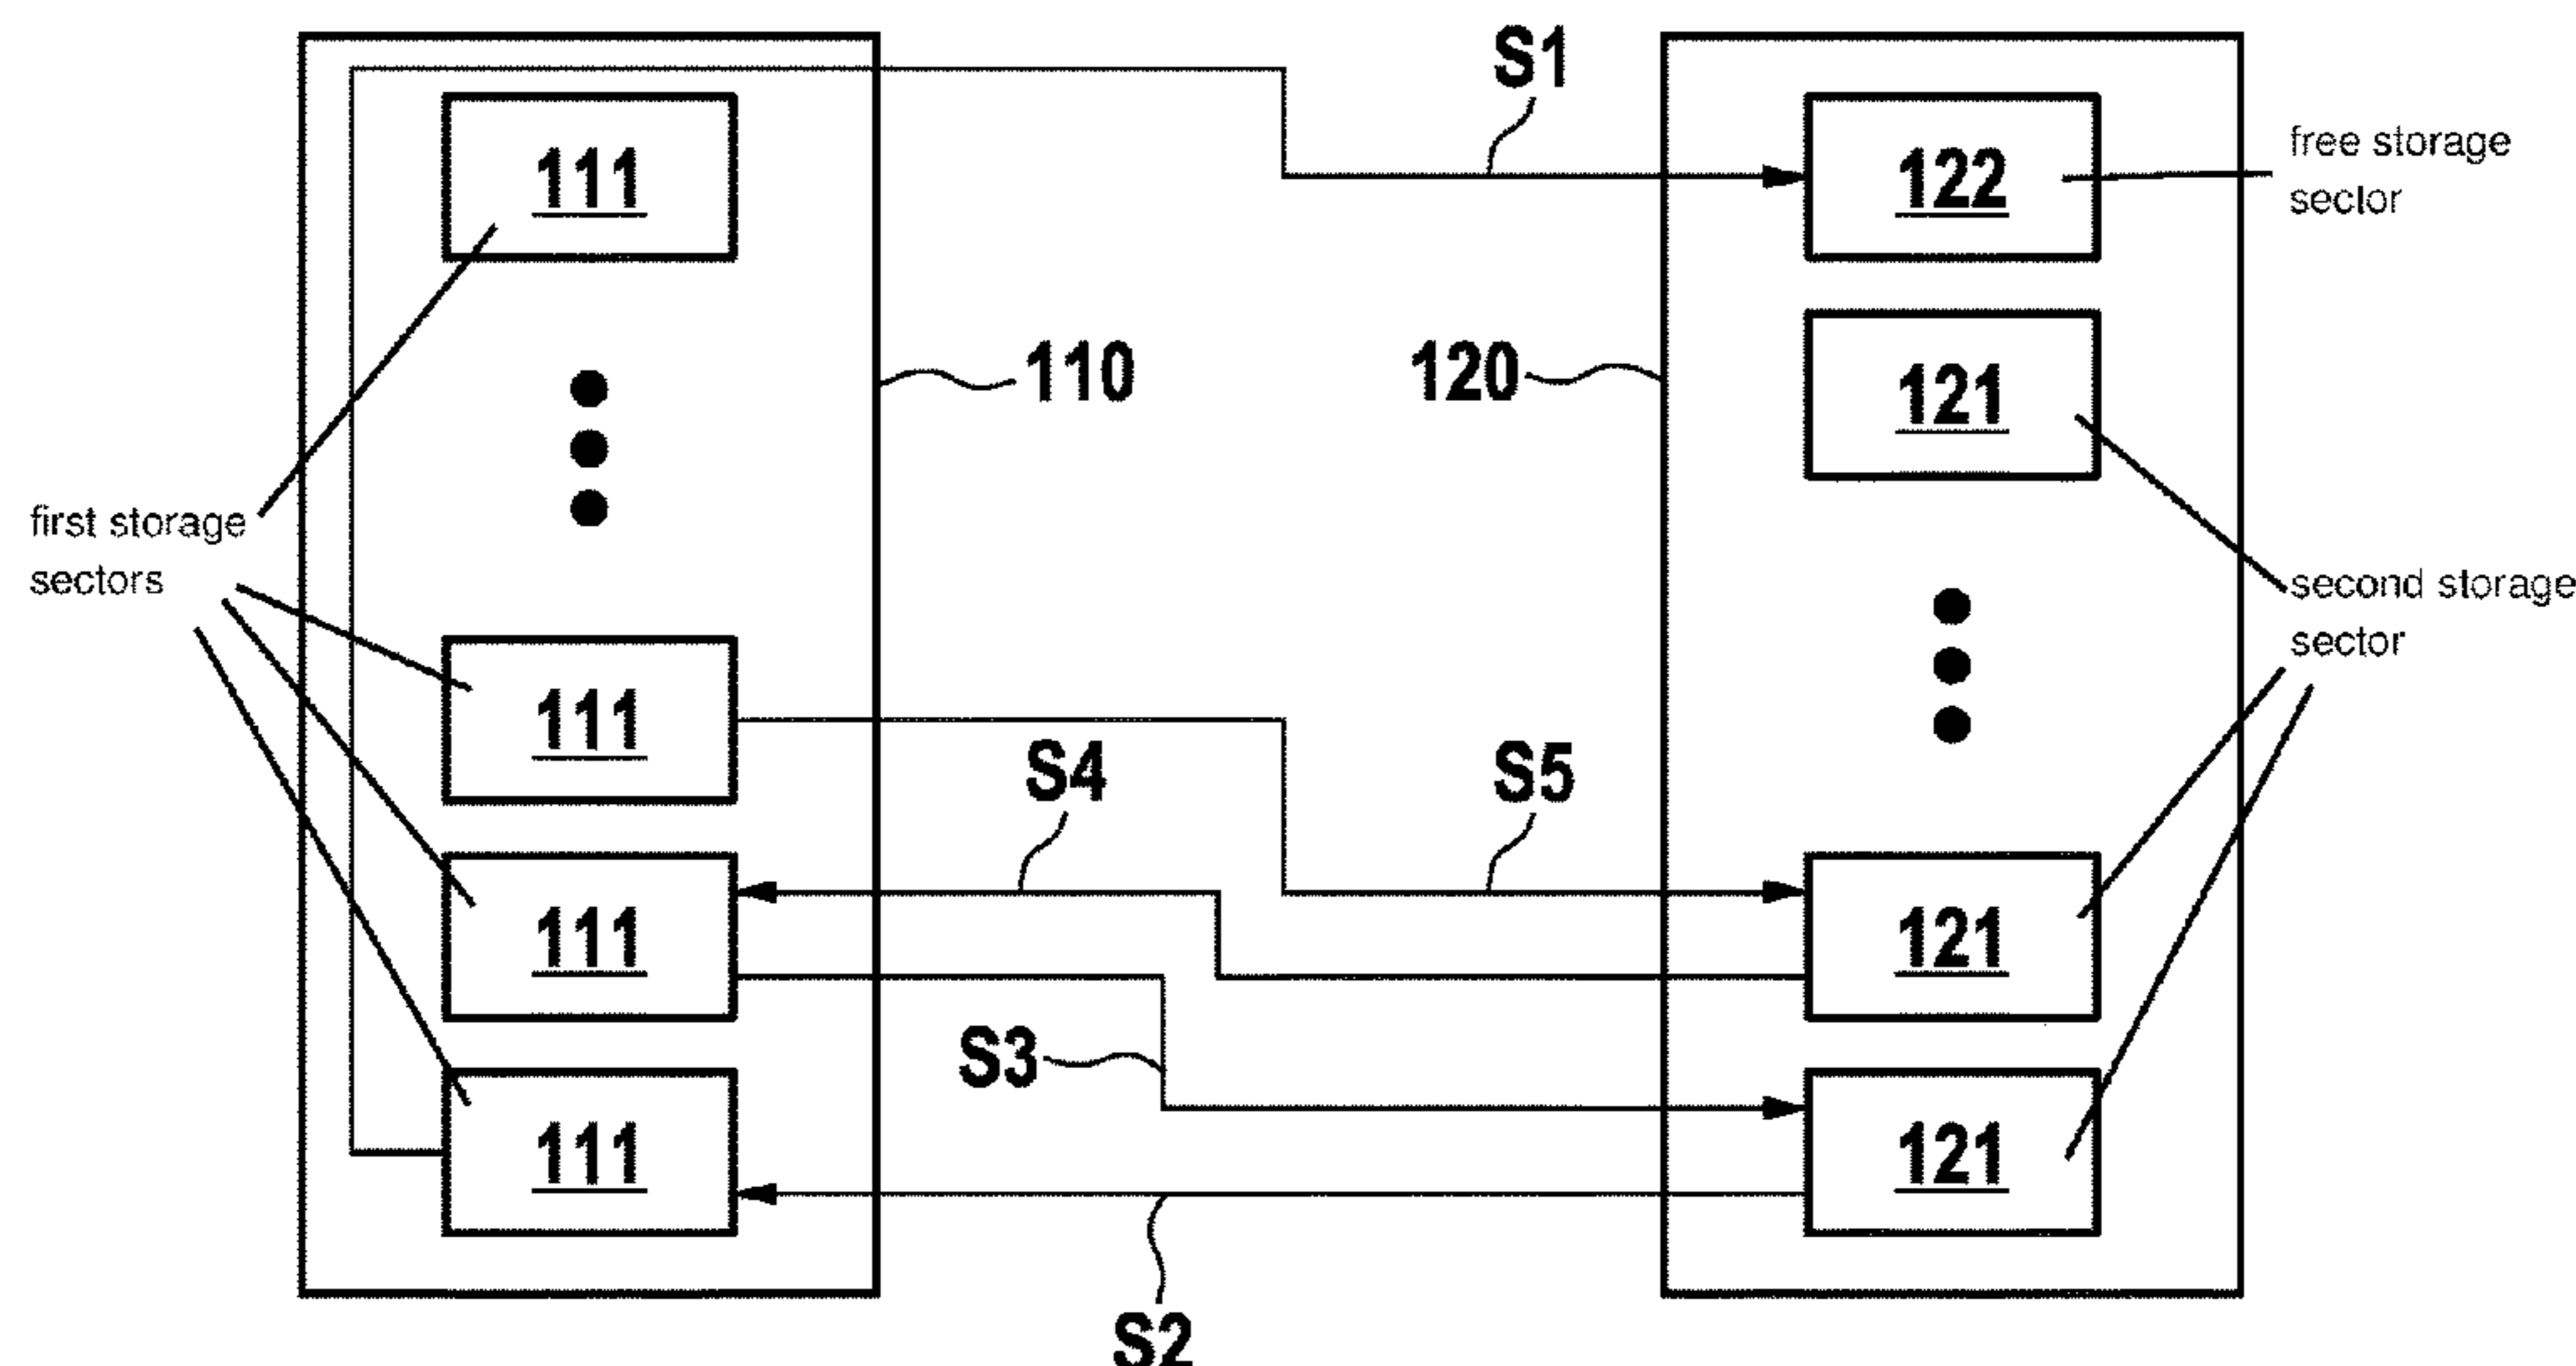 S1
111
122
free storage
sector
110
120
121
first storage
sectors
second storage
sector
111
S4
S5
111
121
S3
111
121
S2